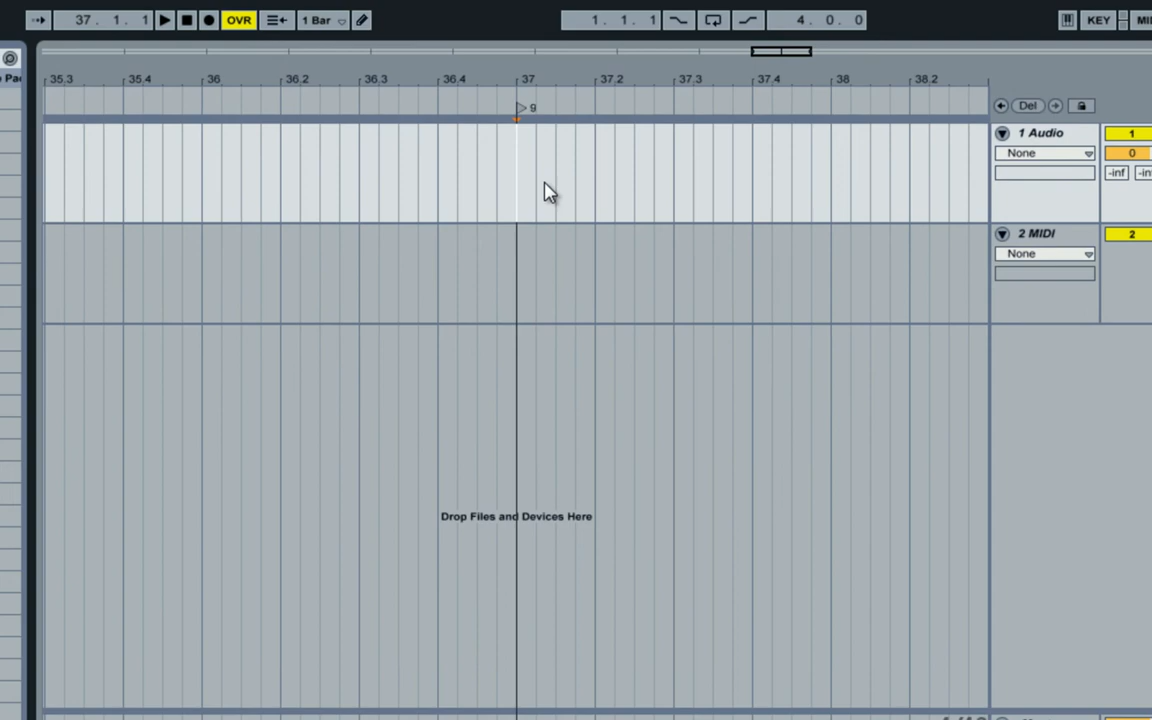 37. 1. 1 OVR 1 Bar 1. 1. 1 4. 0. 0 KEY MI
35.3 35.4 36 36.2 36.3 36.4 37 37.2 37.3 37.4 38 38.2
9 Del
1 Audio 1
None 0
-inf -in
2 MIDI 2
None
Drop Files and Devices Here